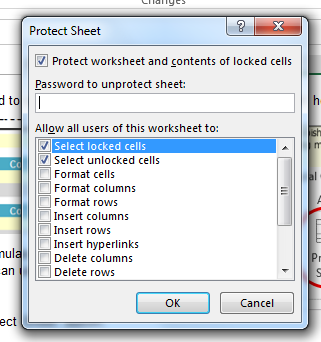 Changes
Protect Sheet
?
Protect worksheet and contents of locked cells
Password to unprotect sheet:
Allow all users of this worksheet to:
Select locked cells
Select unlocked cells
Format cells
Format columns
Format rows
Insert columns
Insert rows
Insert hyperlinks
Delete columns
Delete rows
OK
Cancel